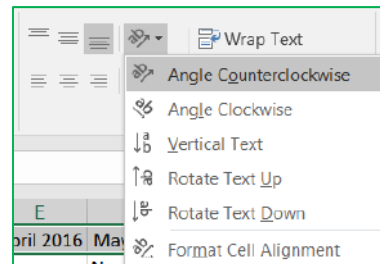 Wrap Text
Angle Counterclockwise
Angle Clockwise
Vertical Text
Rotate Text Up
Rotate Text Down
Format Cell Alignment
E
pril 2016 May